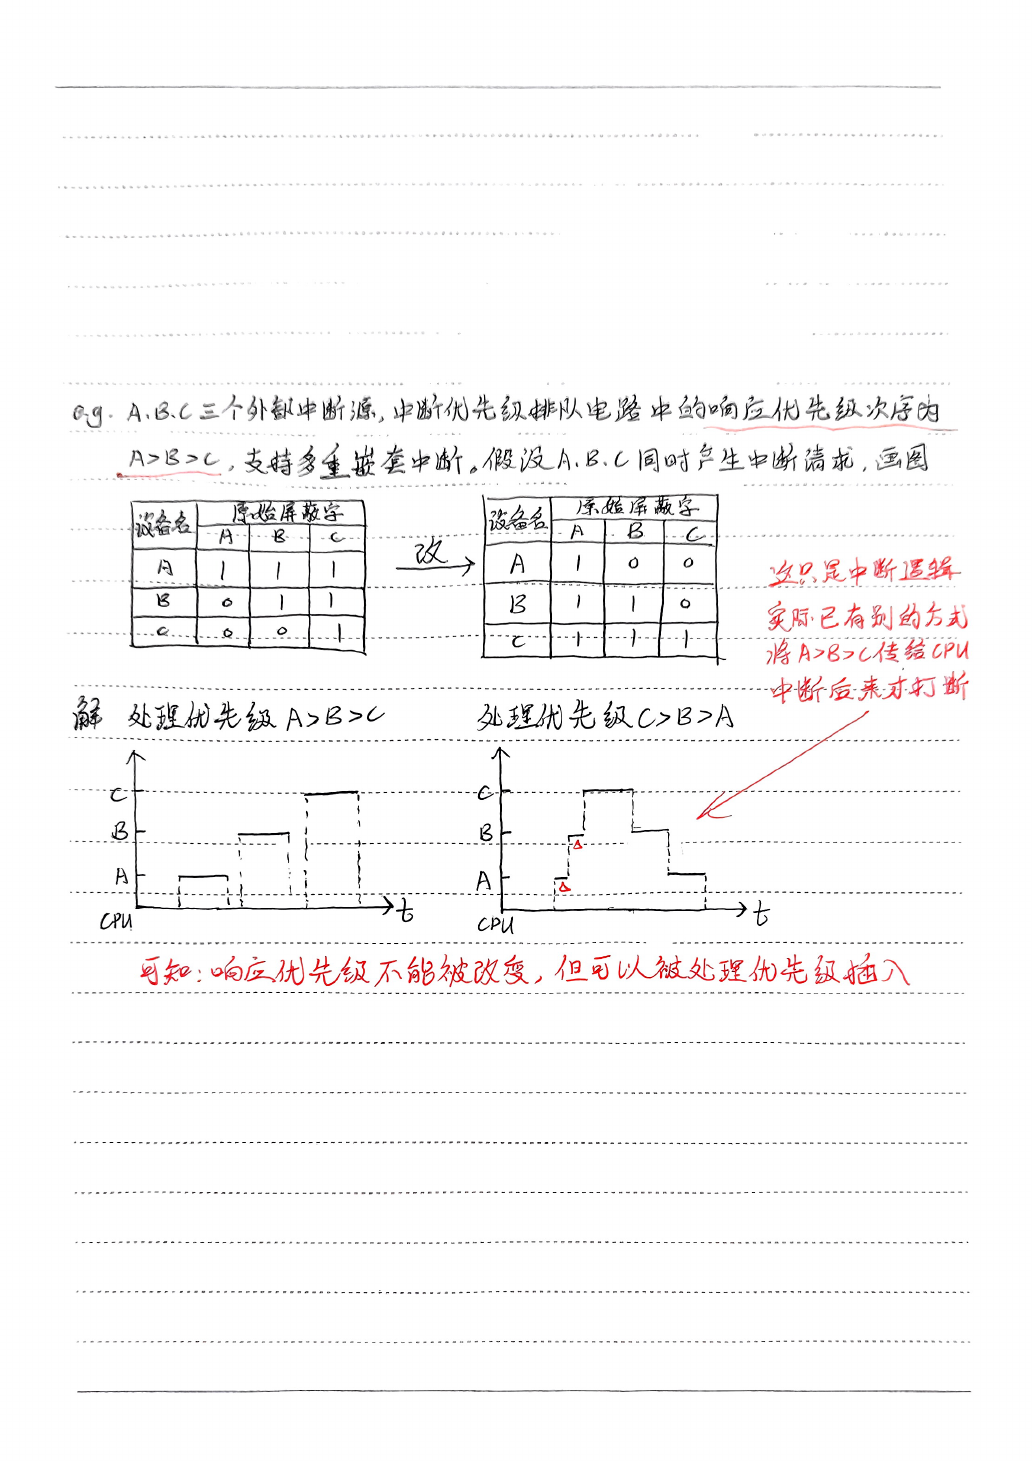 e.g. A.B.C三个外部中断源,中断优先级排队电路中的响应优先级次序为
A>B>C,支持多重嵌套中断。假设A.B.C同时产生中断请求,画图
设备名 原始屏蔽字
A B C
A 1 1 1
B 0 1 1
C 0 0 1
改
设备名 原始屏蔽字
A B C
A 1 0 0
B 1 1 0
C 1 1 1
这只是中断逻辑
实际已有别的方式
将A>B>C传给CPU
中断后来才打断
解 处理优先级A>B>C
C
B
A
CPU
t
处理优先级C>B>A
C
B
A
CPU
t
可知:响应优先级不能被改变,但可以被处理优先级插入